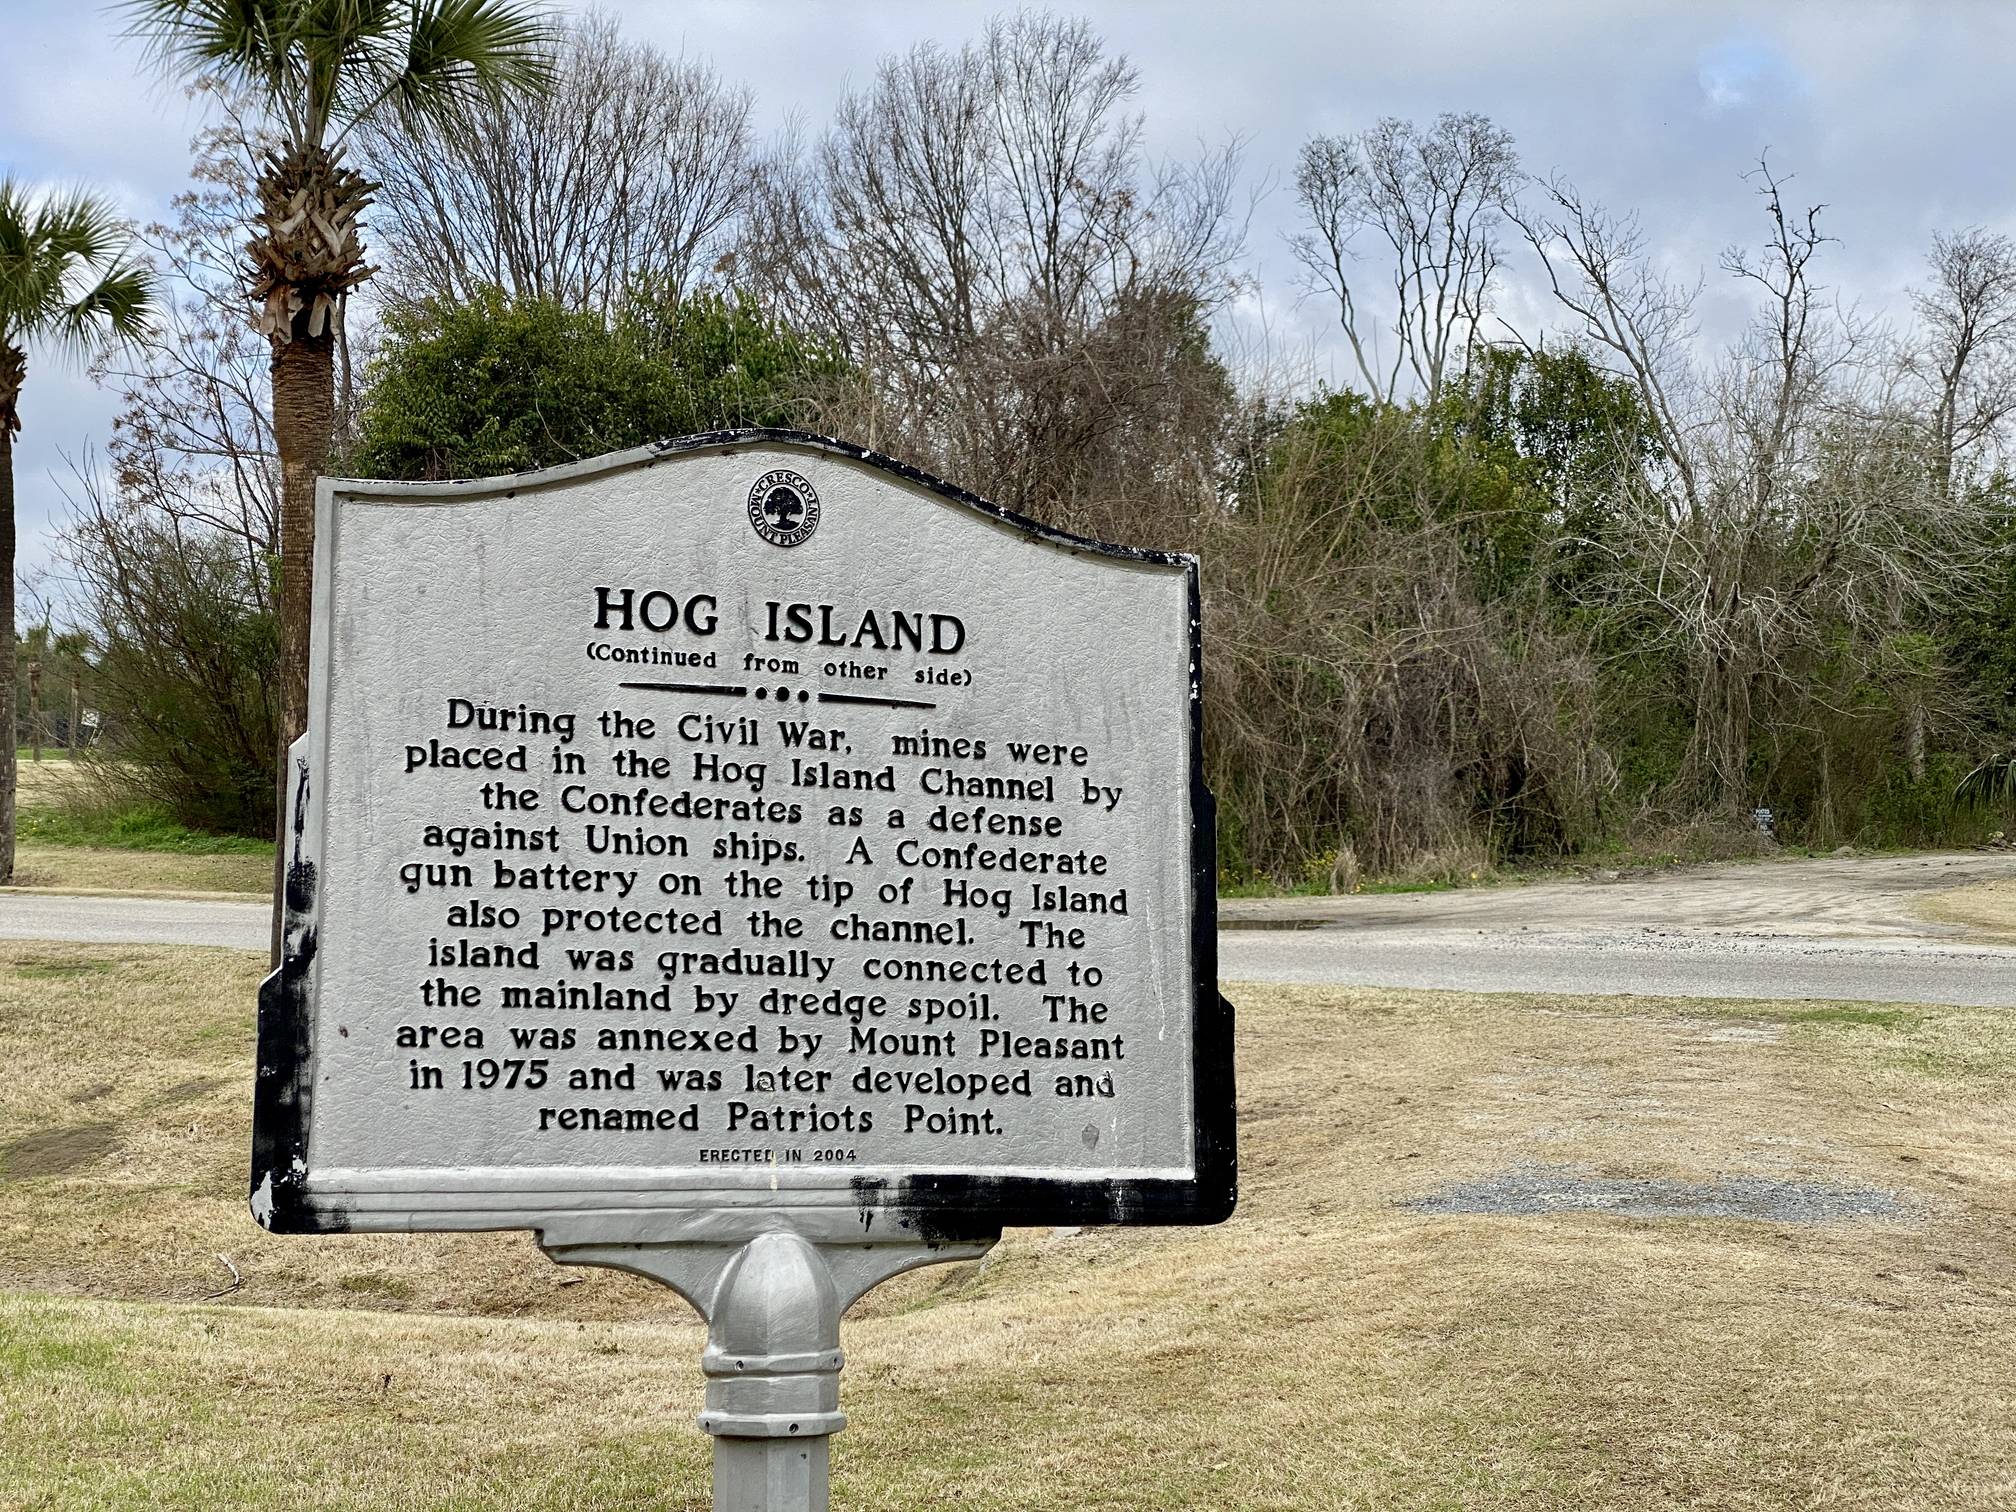 CRESCO
MOUNT PLEASANT
HOG ISLAND
(Continued from other side)
During the Civil War, mines were
placed in the Hog Island Channel by
the Confederates as a defense
against Union ships. A Confederate
gun battery on the tip of Hog Island
also protected the channel. The
island was gradually connected to
the mainland by dredge spoil. The
area was annexed by Mount Pleasant
in 1975 and was later developed and
renamed Patriots Point.
ERECTED IN 2004